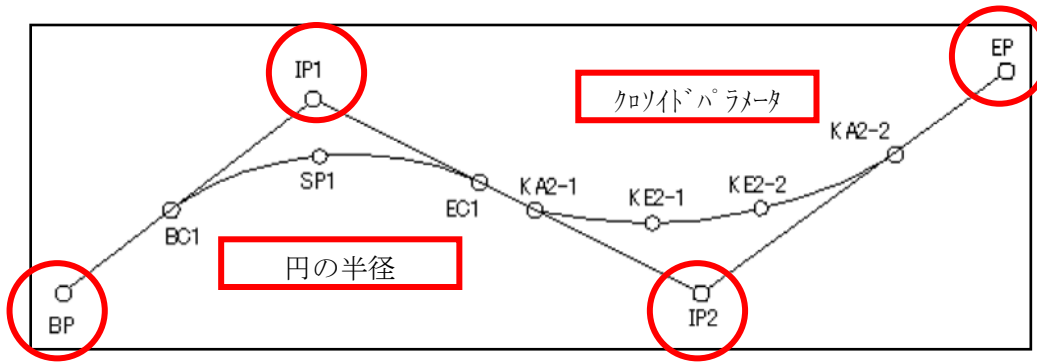 EP
IP1
ｸﾛｿｲﾄﾞﾊﾟﾗﾒｰﾀ
KA2-2
SP1
KA2-1
KE2-1
KE2-2
EC1
BC1
円の半径
BP
IP2